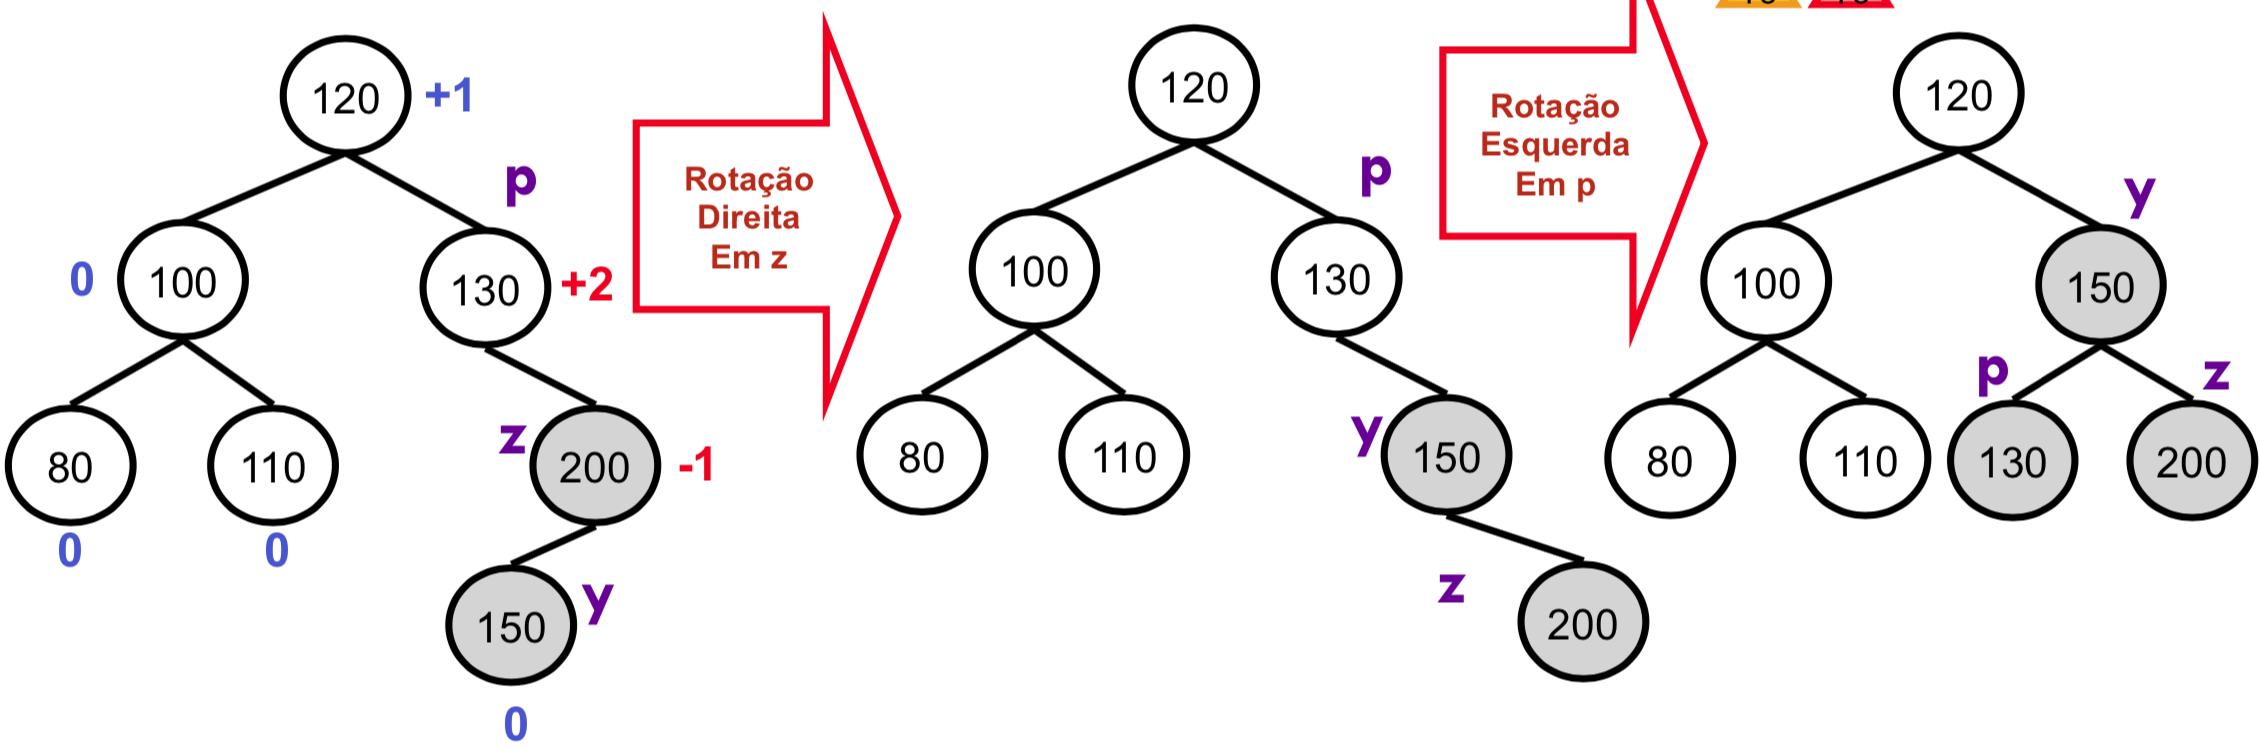 120 +1
p
0 100 130 +2
80 110 z 200 -1
0 0
150 y
0
Rotação
Direita
Em z
120
p
100 130
80 110 y 150
z 200
Rotação
Esquerda
Em p
120
y
100 150
p z
80 110 130 200